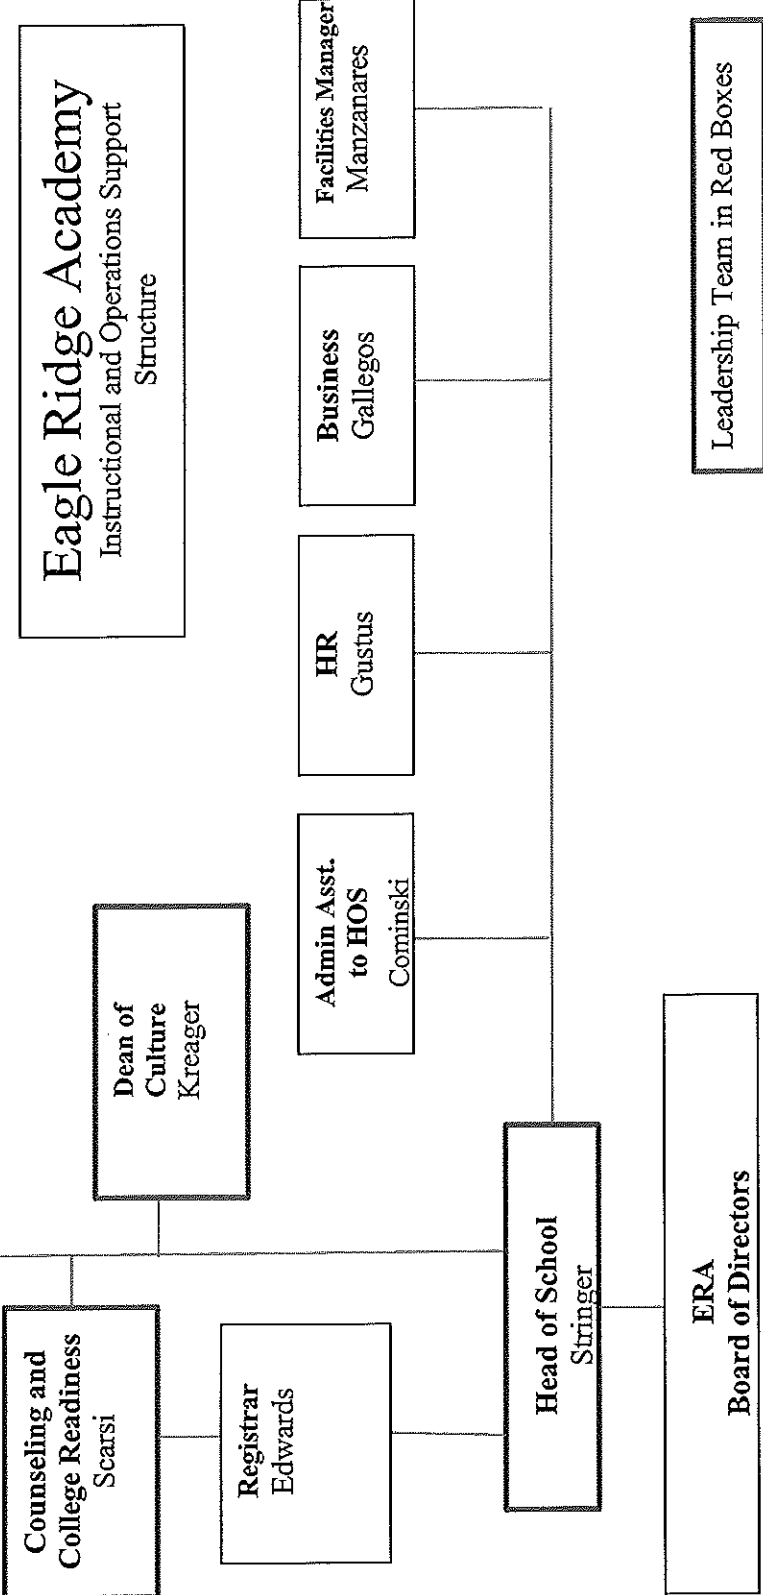 Eagle Ridge Academy
Instructional and Operations Support
Structure
Counseling and
College Readiness
Scarsi
Dean of
Culture
Kreager
Registrar
Edwards
Admin Asst.
to HOS
Cominski
HR
Gustus
Business
Gallegos
Facilities Manager
Manzanares
Head of School
Stringer
ERA
Board of Directors
Leadership Team in Red Boxes